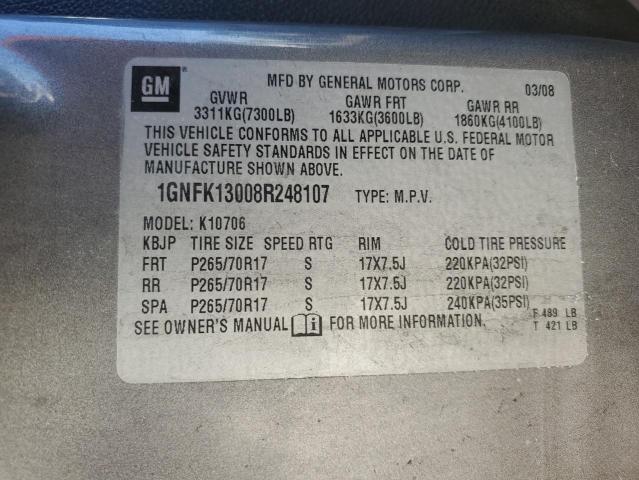 GM
MFD BY GENERAL MOTORS CORP. 03/08
GVWR GAWR FRT GAWR RR
3311KG(7300LB) 1633KG(3600LB) 1860KG(4100LB)
THIS VEHICLE CONFORMS TO ALL APPLICABLE U.S. FEDERAL MOTOR
VEHICLE SAFETY STANDARDS IN EFFECT ON THE DATE OF
MANUFACTURE SHOWN ABOVE.
1GNFK13008R248107 TYPE: M.P.V.
MODEL: K10706
KBJP TIRE SIZE SPEED RTG RIM COLD TIRE PRESSURE
FRT P265/70R17 S 17X7.5J 220KPA(32PSI)
RR P265/70R17 S 17X7.5J 220KPA(32PSI)
SPA P265/70R17 S 17X7.5J 240KPA(35PSI)
SEE OWNER'S MANUAL i FOR MORE INFORMATION.
F 489 LB
T 421 LB